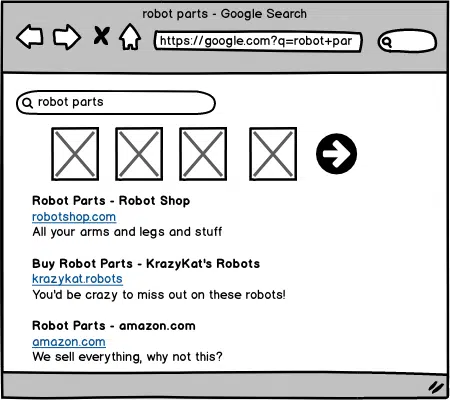 robot parts - Google Search
https://google.com?q=robot+par
robot parts
Robot Parts - Robot Shop
robotshop.com
All your arms and legs and stuff
Buy Robot Parts - KrazyKat's Robots
krazykat.robots
You'd be crazy to miss out on these robots!
Robot Parts - amazon.com
amazon.com
We sell everything, why not this?